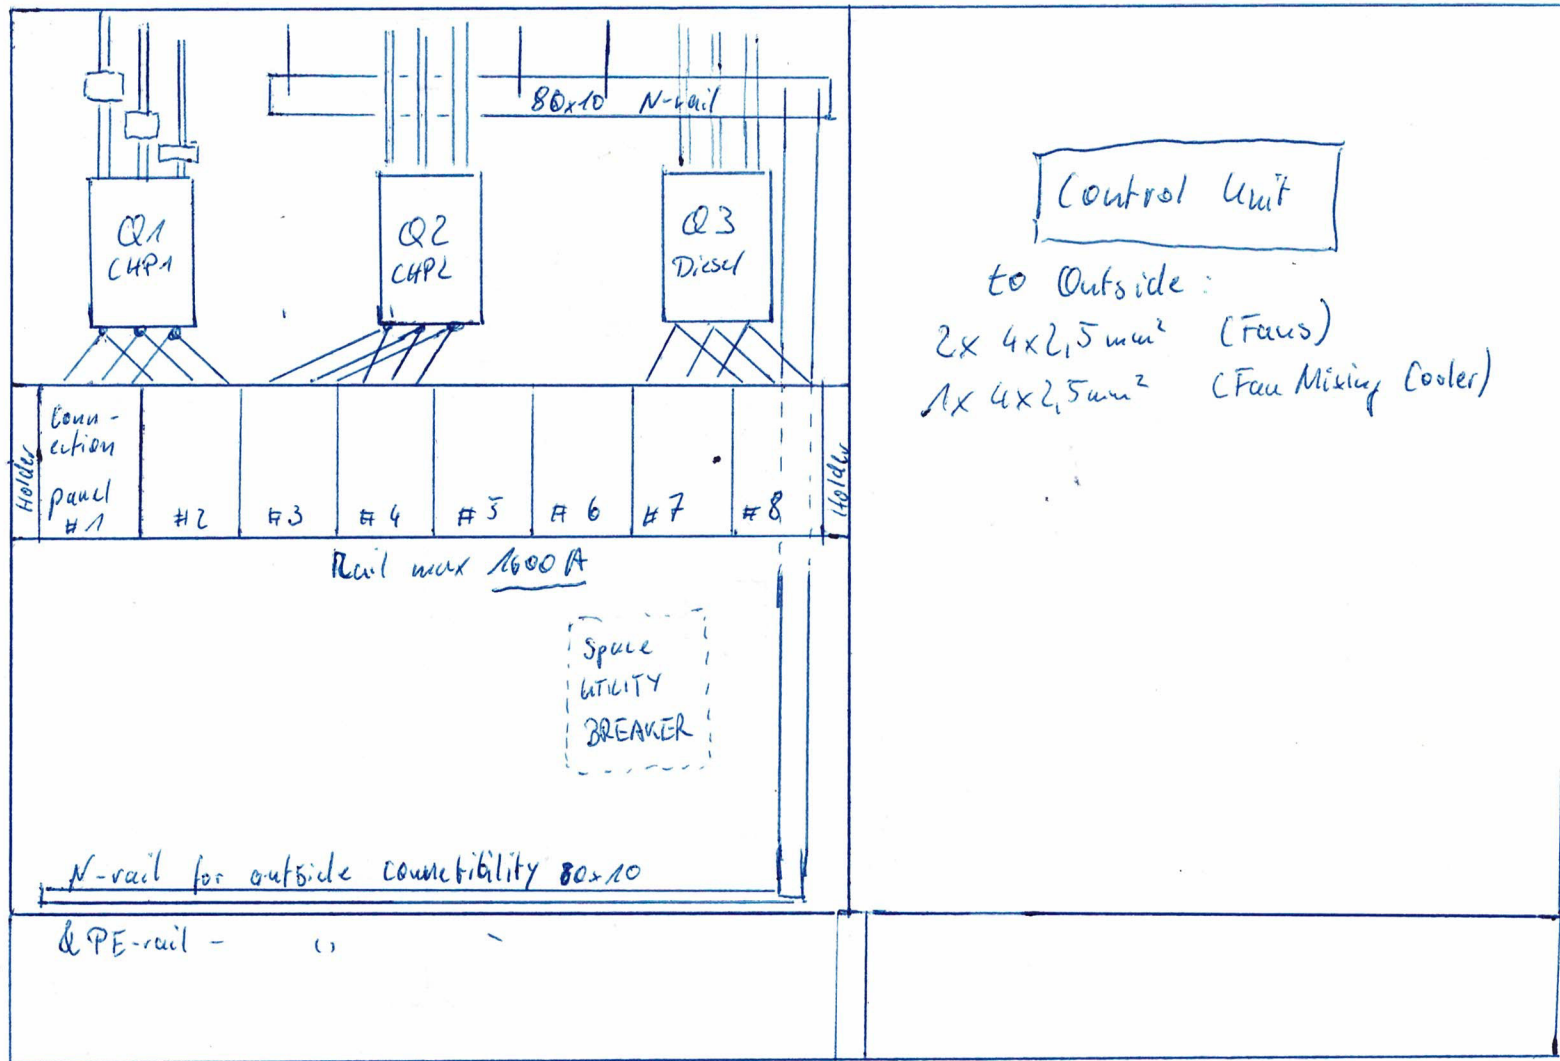 80x10 N-rail
Q1
CHP1
Q2
CHP2
Q3
Diesel
Control Unit
to Outside:
2x 4x2,5mm² (Fans)
1x 4x2,5mm² (Fan Mixing Cooler)
Holder
Conn-
ection
panel
#1
#2
#3
#4
#5
#6
#7
#8
Holder
Rail max 1600 A
Space
UTILITY
BREAKER
N-rail for outside connectibility 80x10
& PE-rail - " -